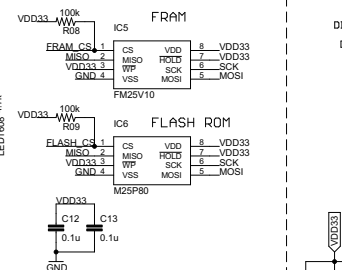 FRAM
100k
VDD33
R08
IC5
FRAM_CS 1 CS VDD 8 VDD33
MISO 2 MISO HOLD 7 VDD33
VDD33 3 WP SCK 6 SCK
GND 4 VSS MOSI 5 MOSI
FM25V10
100k
VDD33
R09
IC6 FLASH ROM
FLASH_CS 1 CS VDD 8 VDD33
MISO 2 MISO HOLD 7 VDD33
VDD33 3 WP SCK 6 SCK
GND 4 VSS MOSI 5 MOSI
M25P80
VDD33
C12 C13
0.1u 0.1u
GND
VDD33